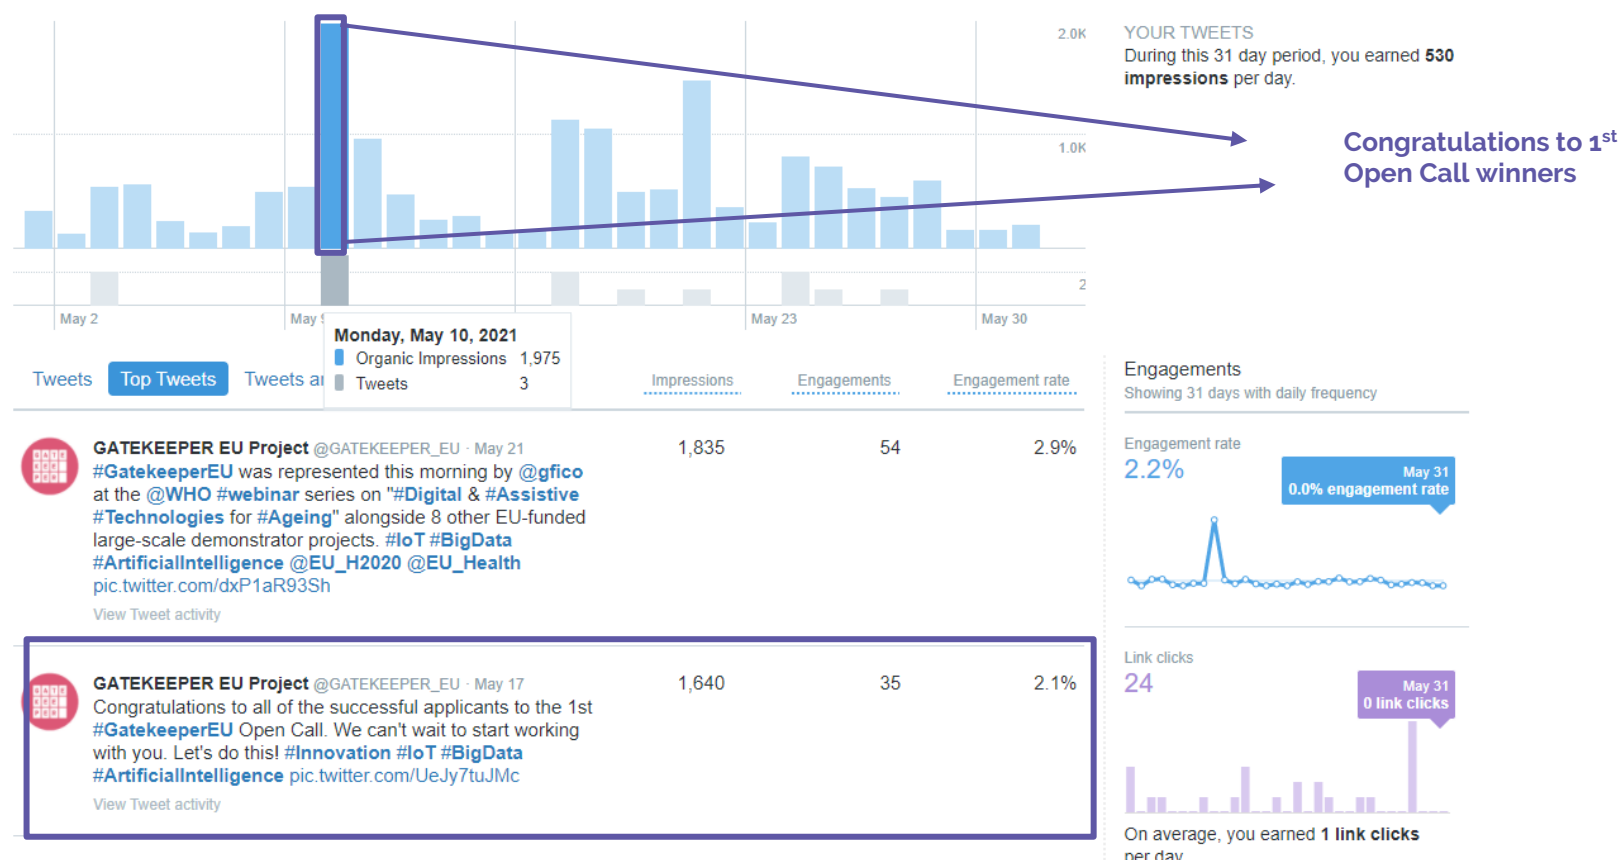 2.0K
1.0K
2
May 2
May 9
May 23
May 30
Monday, May 10, 2021
Organic Impressions 1,975
Tweets 3
YOUR TWEETS
During this 31 day period, you earned 530
impressions per day.
Congratulations to 1st
Open Call winners
Tweets Top Tweets Tweets
Impressions Engagements Engagement rate
GATEKEEPER EU Project @GATEKEEPER_EU · May 21 1,835 54 2.9%
#GatekeeperEU was represented this morning by @gfico
at the @WHO #webinar series on "#Digital & #Assistive
#Technologies for #Ageing" alongside 8 other EU-funded
large-scale demonstrator projects. #IoT #BigData
#ArtificialIntelligence @EU_H2020 @EU_Health
pic.twitter.com/dxP1aR93Sh
View Tweet activity
GATEKEEPER EU Project @GATEKEEPER_EU · May 17 1,640 35 2.1%
Congratulations to all of the successful applicants to the 1st
#GatekeeperEU Open Call. We can't wait to start working
with you. Let's do this! #Innovation #IoT #BigData
#ArtificialIntelligence pic.twitter.com/UeJy7tuJMc
View Tweet activity
Engagements
Showing 31 days with daily frequency
Engagement rate
2.2%
May 31
0.0% engagement rate
Link clicks
24
May 31
0 link clicks
On average, you earned 1 link clicks
per day